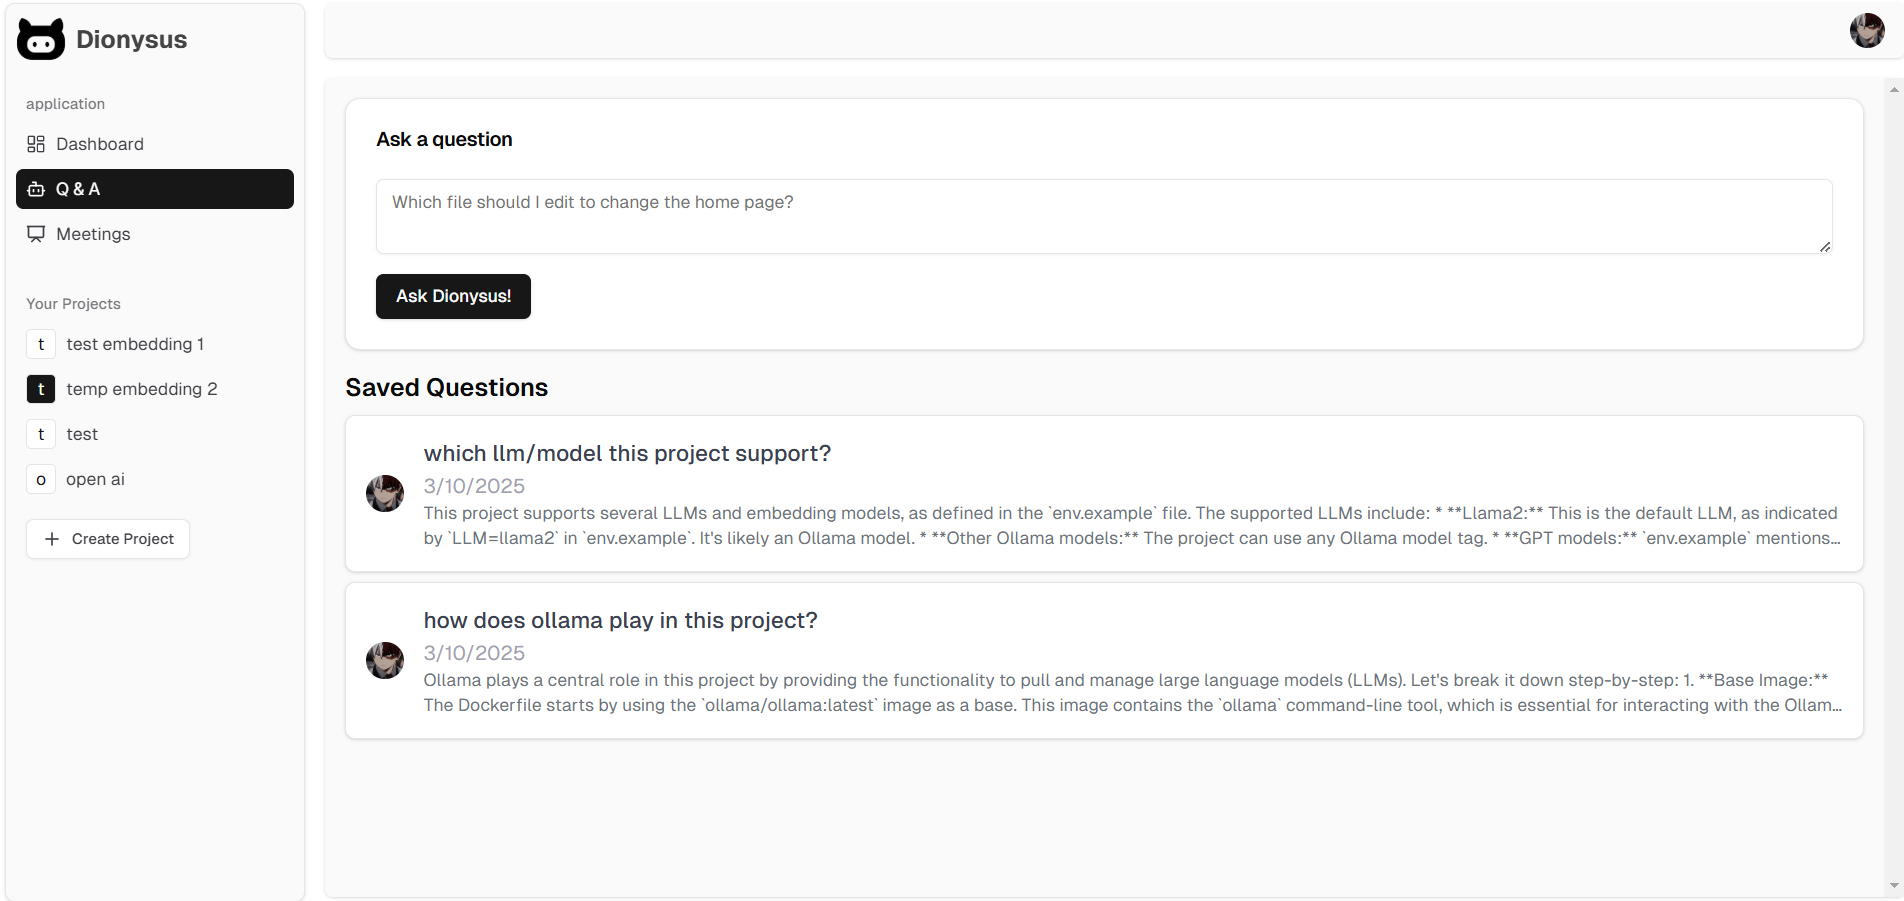 Dionysus
application
Dashboard
Q & A
Meetings
Your Projects
t test embedding 1
t temp embedding 2
t test
o open ai
+ Create Project
Ask a question
Which file should I edit to change the home page?
Ask Dionysus!
Saved Questions
which llm/model this project support?
3/10/2025
This project supports several LLMs and embedding models, as defined in the `env.example` file. The supported LLMs include: * **Llama2:** This is the default LLM, as indicated
by `LLM=llama2` in `env.example`. It's likely an Ollama model. * **Other Ollama models:** The project can use any Ollama model tag. * **GPT models:** `env.example` mentions...
how does ollama play in this project?
3/10/2025
Ollama plays a central role in this project by providing the functionality to pull and manage large language models (LLMs). Let's break it down step-by-step: 1. **Base Image:**
The Dockerfile starts by using the `ollama/ollama:latest` image as a base. This image contains the `ollama` command-line tool, which is essential for interacting with the Ollam...